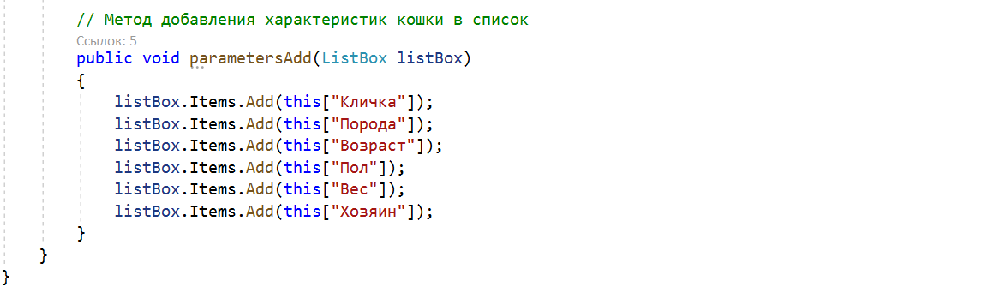 // Метод добавления характеристик кошки в список
Ссылок: 5
public void parametersAdd(ListBox listBox)
{
listBox.Items.Add(this["Кличка"]);
listBox.Items.Add(this["Порода"]);
listBox.Items.Add(this["Возраст"]);
listBox.Items.Add(this["Пол"]);
listBox.Items.Add(this["Вес"]);
listBox.Items.Add(this["Хозяин"]);
}
}
}